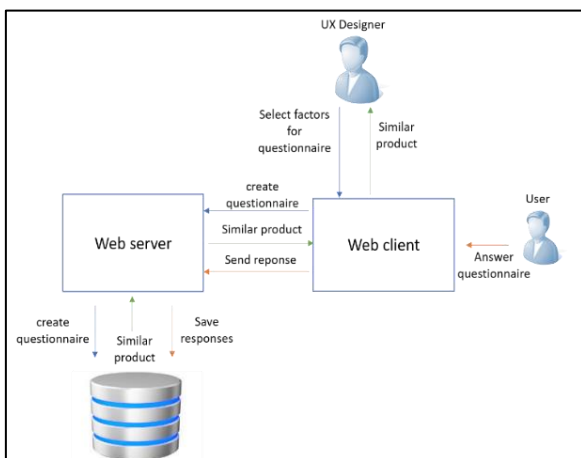 UX Designer
Select factors
for
questionnaire
Similar
product
create
questionnaire
User
Web server
Similar product
Web client
Send reponse
Answer
questionnaire
create
questionnaire
Similar
product
Save
responses